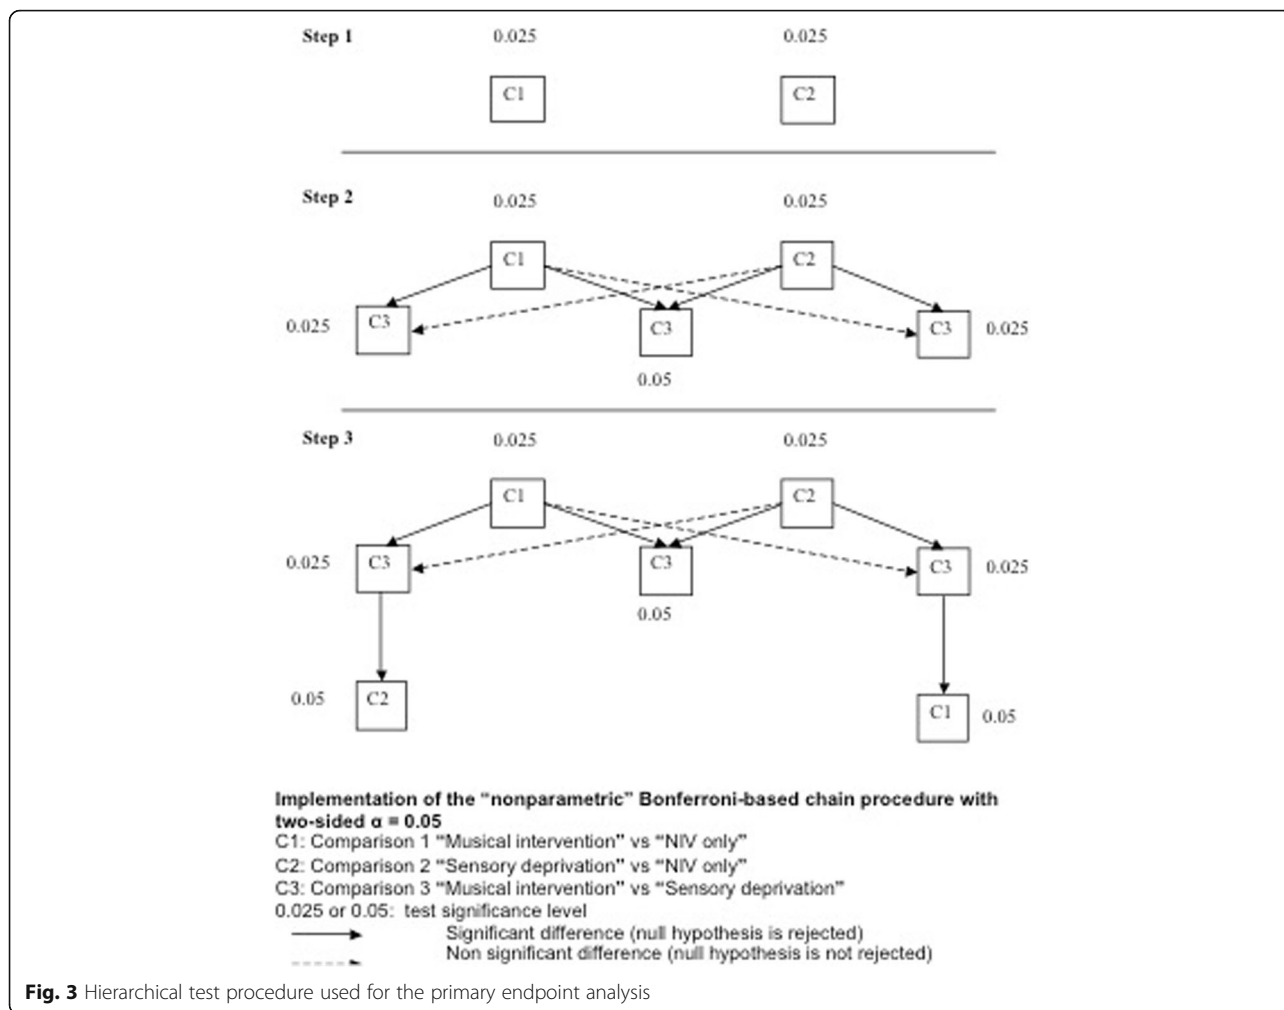 Step 1 0.025 0.025
C1 C2
Step 2 0.025 0.025
C1 C2
0.025 C3 C3 C3 0.025
0.05
Step 3 0.025 0.025
C1 C2
0.025 C3 C3 C3 0.025
0.05
0.05 C2 C1 0.05
Implementation of the "nonparametric" Bonferroni-based chain procedure with
two-sided α = 0.05
C1: Comparison 1 "Musical intervention" vs "NIV only"
C2: Comparison 2 "Sensory deprivation" vs "NIV only"
C3: Comparison 3 "Musical intervention" vs "Sensory deprivation"
0.025 or 0.05: test significance level
Significant difference (null hypothesis is rejected)
Non significant difference (null hypothesis is not rejected)
Fig. 3 Hierarchical test procedure used for the primary endpoint analysis